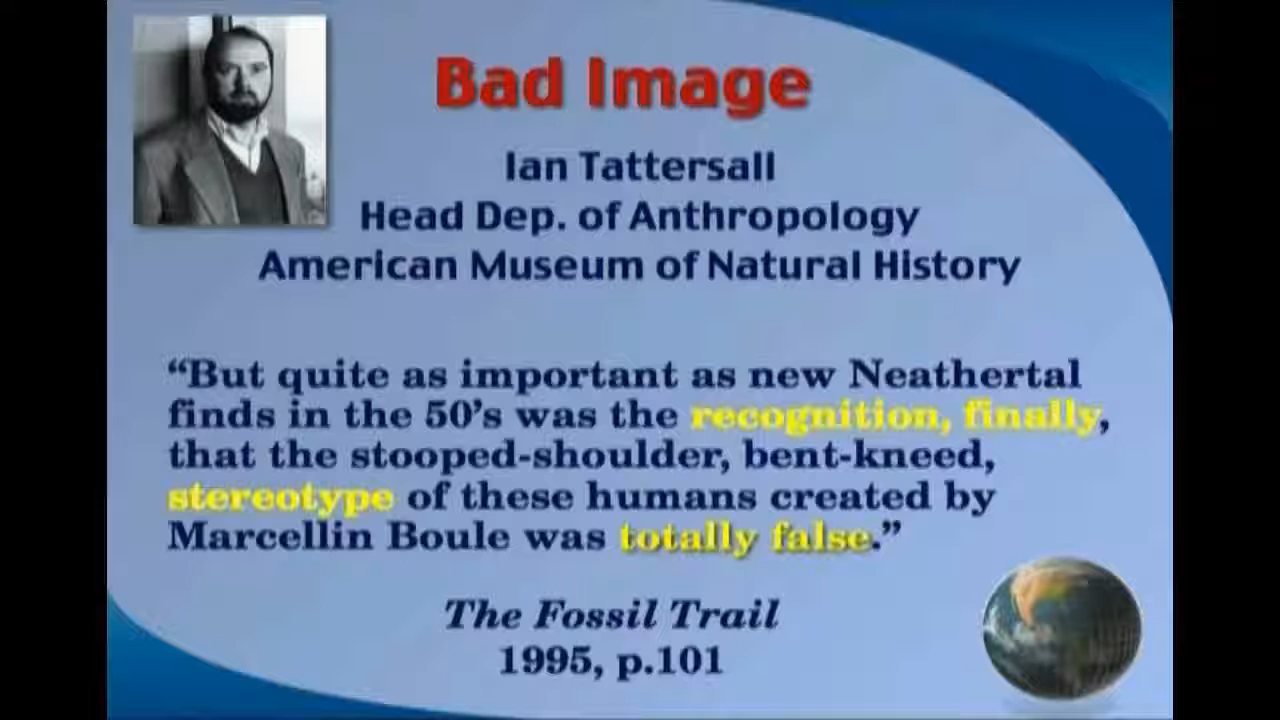 Bad Image
Ian Tattersall
Head Dep. of Anthropology
American Museum of Natural History
“But quite as important as new Neathertal
finds in the 50’s was the recognition, finally,
that the stooped-shoulder, bent-kneed,
stereotype of these humans created by
Marcellin Boule was totally false.”
The Fossil Trail
1995, p.101